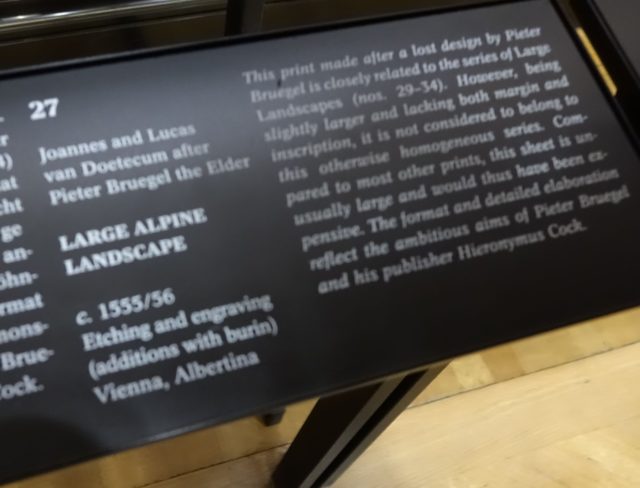 27
Joannes and Lucas
van Doetecum after
Pieter Bruegel the Elder
LARGE ALPINE
LANDSCAPE
c. 1555/56
Etching and engraving
(additions with burin)
Vienna, Albertina
This print made after a lost design by Pieter
Bruegel is closely related to the series of Large
Landscapes (nos. 29–34). However, being
slightly larger and lacking both margin and
inscription, it is not considered to belong to
this otherwise homogeneous series. Com-
pared to most other prints, this sheet is un-
usually large and would thus have been ex-
pensive. The format and detailed elaboration
reflect the ambitious aims of Pieter Bruegel
and his publisher Hieronymus Cock.